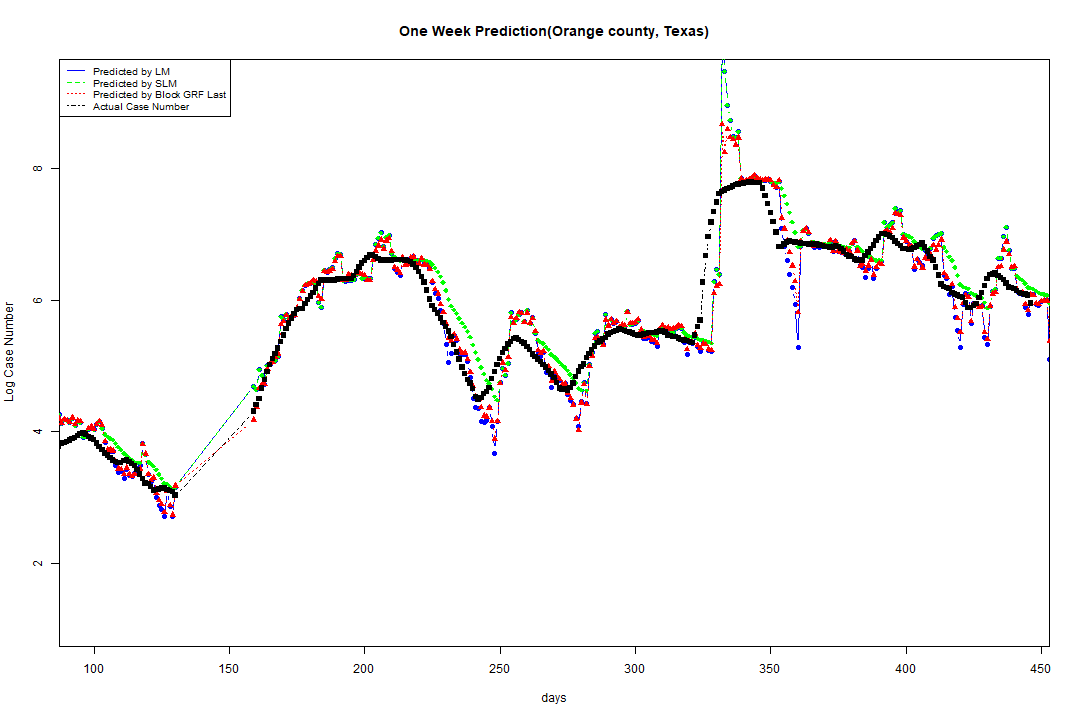 One Week Prediction(Orange county, Texas)
Predicted by LM
Predicted by SLM
Predicted by Block GRF Last
Actual Case Number
Log Case Number
8
6
4
2
100 150 200 250 300 350 400 450
days